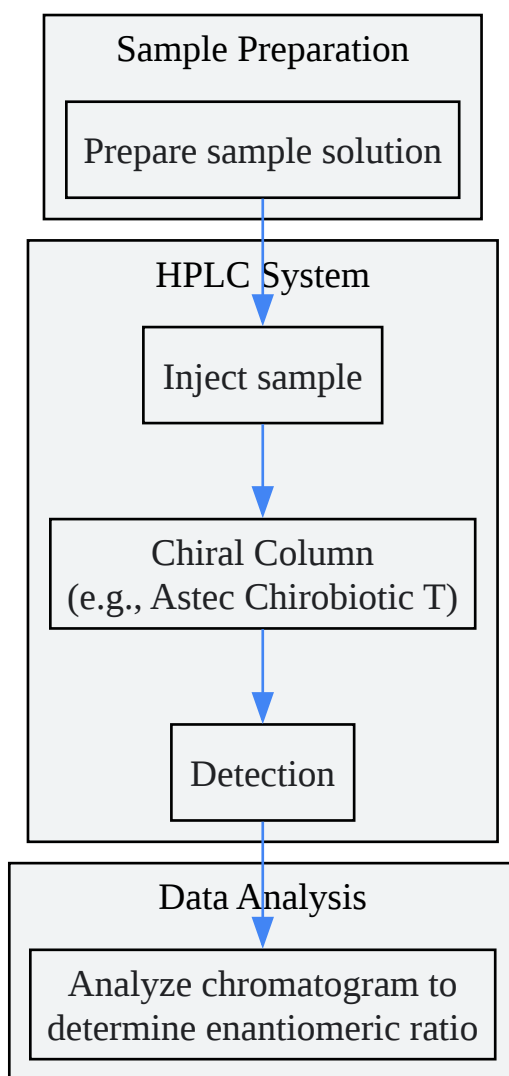 Sample Preparation
Prepare sample solution
HPLC System
Inject sample
Chiral Column
(e.g., Astec Chirobiotic T)
Detection
Data Analysis
Analyze chromatogram to
determine enantiomeric ratio